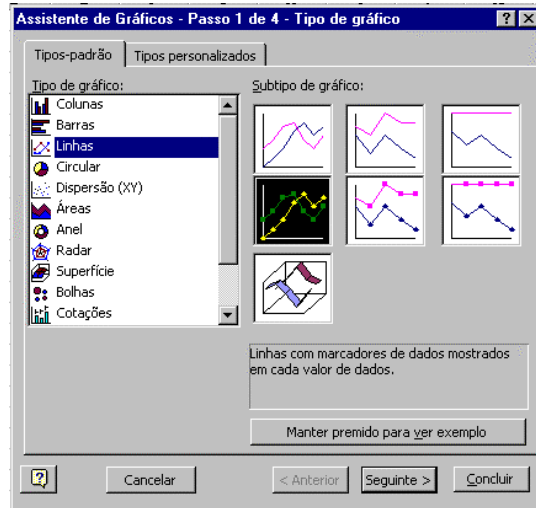 Assistente de Gráficos - Passo 1 de 4 - Tipo de gráfico
Tipos-padrão
Tipos personalizados
Tipo de gráfico:
Subtipo de gráfico:
Colunas
Barras
Linhas
Circular
Dispersão (XY)
Áreas
Anel
Radar
Superfície
Bolhas
Cotações
Linhas com marcadores de dados mostrados
em cada valor de dados.
Manter premido para ver exemplo
Cancelar
< Anterior
Seguinte >
Concluir